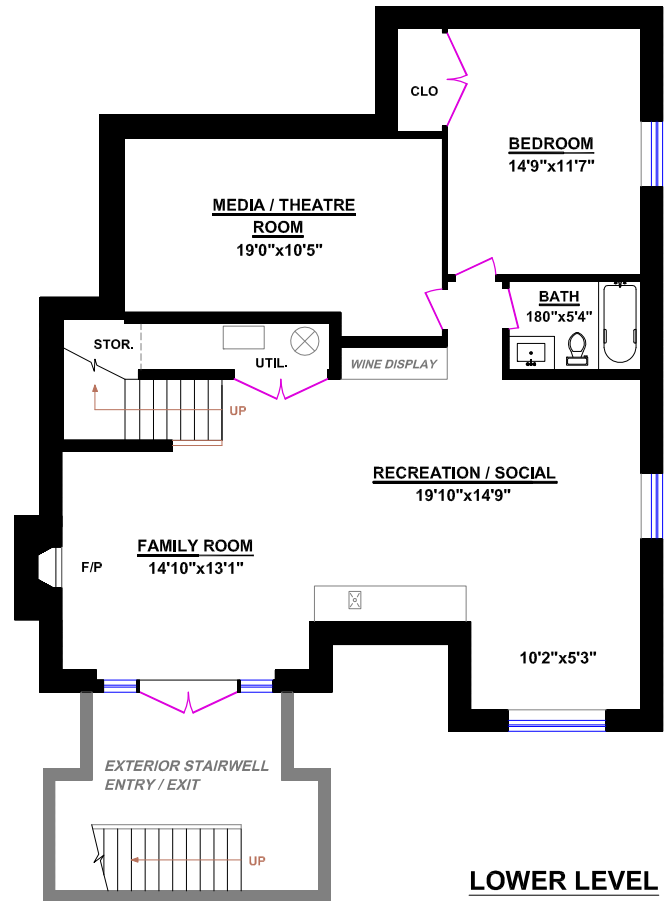 CLO
BEDROOM
14'9"x11'7"
MEDIA / THEATRE
ROOM
19'0"x10'5"
BATH
180"x5'4"
STOR.
UTIL.
WINE DISPLAY
UP
RECREATION / SOCIAL
19'10"x14'9"
FAMILY ROOM
14'10"x13'1"
F/P
10'2"x5'3"
EXTERIOR STAIRWELL
ENTRY / EXIT
UP
LOWER LEVEL